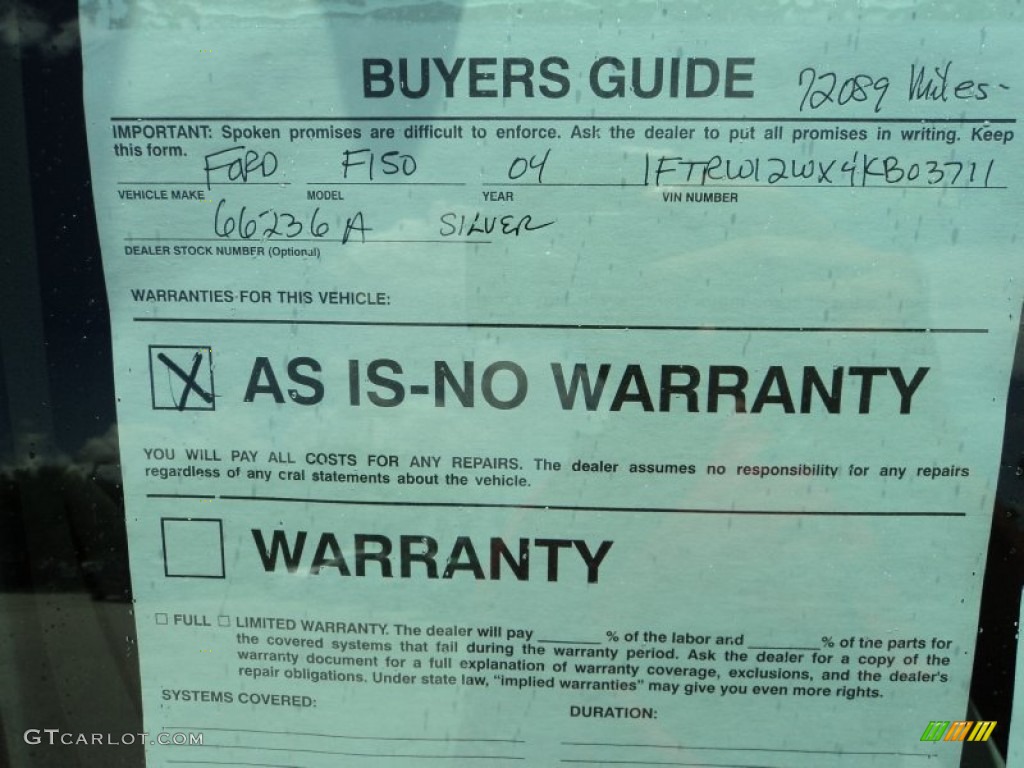 BUYERS GUIDE 72089 Miles-
IMPORTANT: Spoken promises are difficult to enforce. Ask the dealer to put all promises in writing. Keep
this form.
FORD F150 04 1FTRW12WX4KB03711
VEHICLE MAKE MODEL YEAR VIN NUMBER
66236A SILVER
DEALER STOCK NUMBER (Optional)
WARRANTIES FOR THIS VEHICLE:
X AS IS-NO WARRANTY
YOU WILL PAY ALL COSTS FOR ANY REPAIRS. The dealer assumes no responsibility for any repairs
regardless of any oral statements about the vehicle.
WARRANTY
☐ FULL ☐ LIMITED WARRANTY. The dealer will pay ______ % of the labor and ______ % of the parts for
the covered systems that fail during the warranty period. Ask the dealer for a copy of the
warranty document for a full explanation of warranty coverage, exclusions, and the dealer's
repair obligations. Under state law, "implied warranties" may give you even more rights.
SYSTEMS COVERED: DURATION:
GTCARLOT.COM